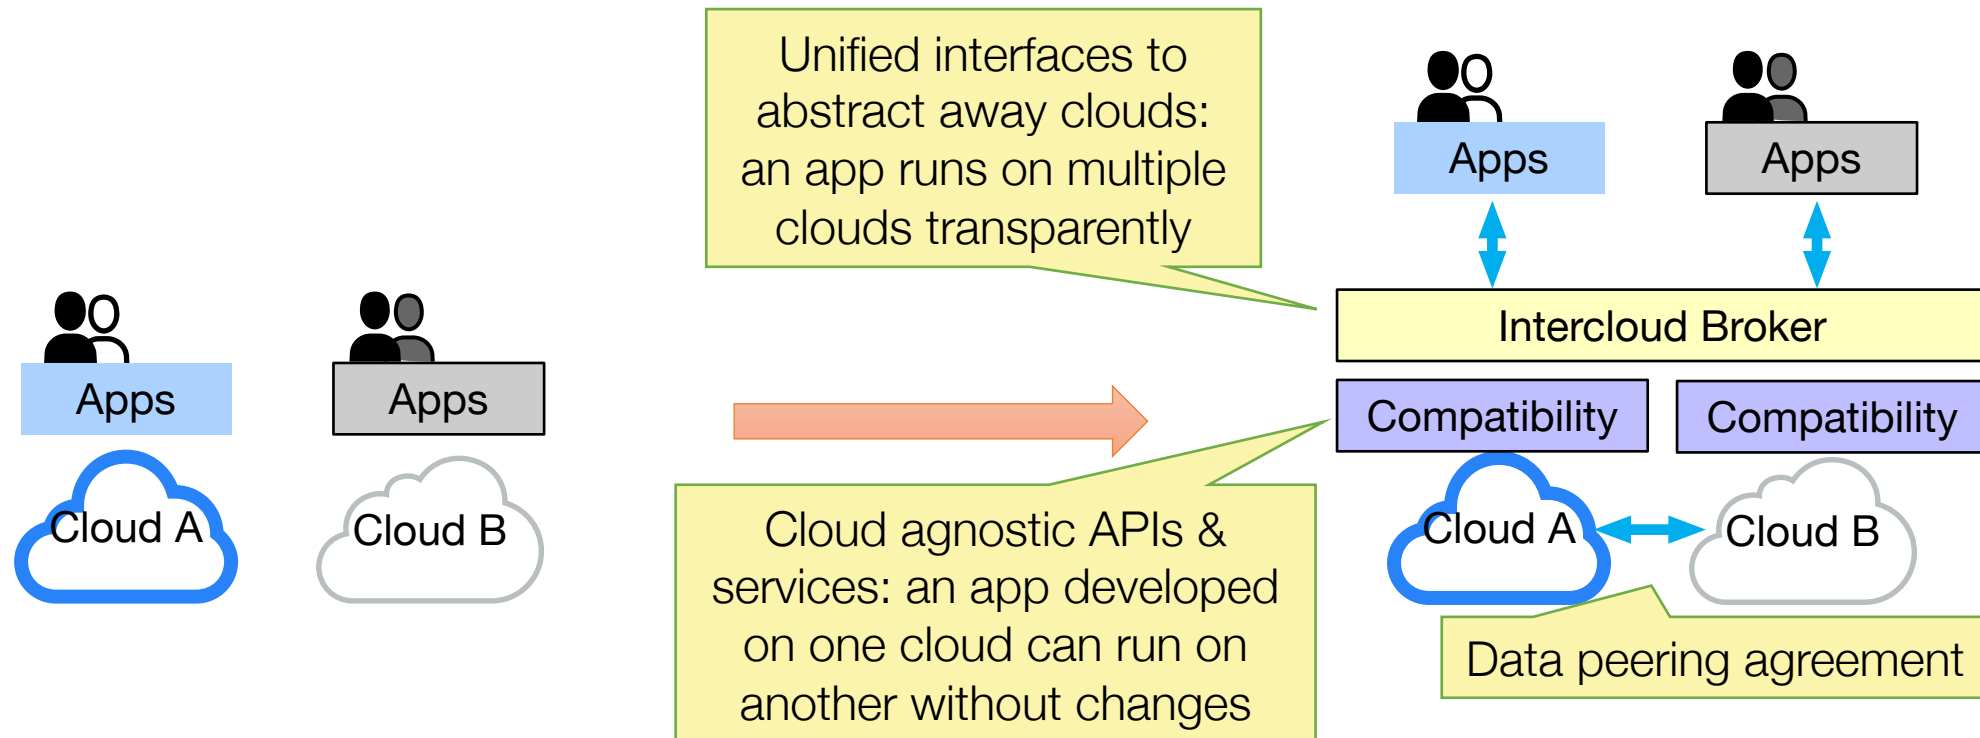 Apps
Cloud A
Apps
Cloud B
Unified interfaces to
abstract away clouds:
an app runs on multiple
clouds transparently
Apps
Apps
Intercloud Broker
Compatibility
Compatibility
Cloud A
Cloud B
Cloud agnostic APIs &
services: an app developed
on one cloud can run on
another without changes
Data peering agreement